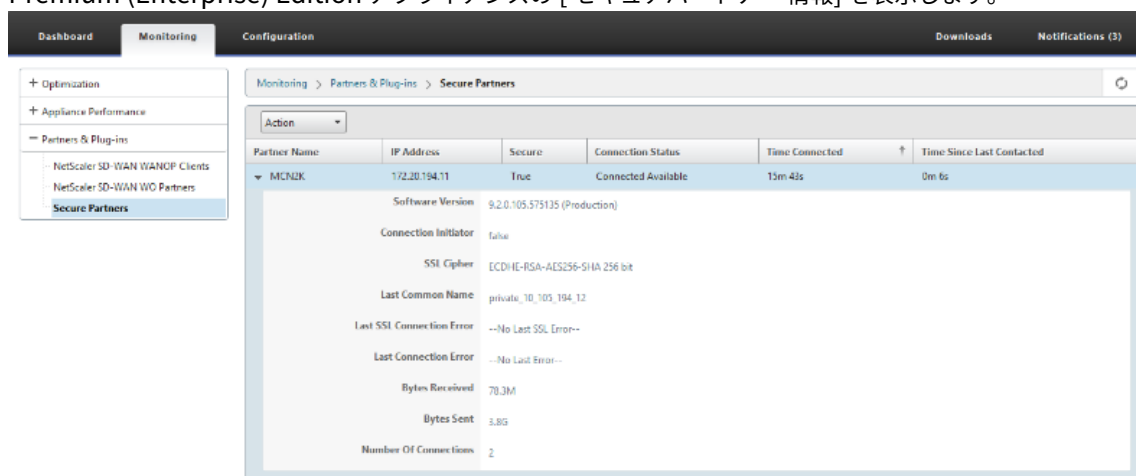 Premium (Enterprise) Edition アプライアンスの [ セキュアパートナー 情報] を表示します。
Dashboard Monitoring Configuration Downloads Notifications (3)
+ Optimization
+ Appliance Performance
− Partners & Plug-ins
NetScaler SD-WAN WANOP Clients
NetScaler SD-WAN WO Partners
Secure Partners
Monitoring > Partners & Plug-ins > Secure Partners
Action
Partner Name IP Address Secure Connection Status Time Connected ↑ Time Since Last Contacted
MCN2K 172.20.194.11 True Connected Available 15m 43s 0m 6s
Software Version 9.2.0.105.575135 (Production)
Connection Initiator false
SSL Cipher ECDHE-RSA-AES256-SHA 256 bit
Last Common Name private_10_105_194_12
Last SSL Connection Error --No Last SSL Error--
Last Connection Error --No Last Error--
Bytes Received 78.3M
Bytes Sent 3.8G
Number Of Connections 2